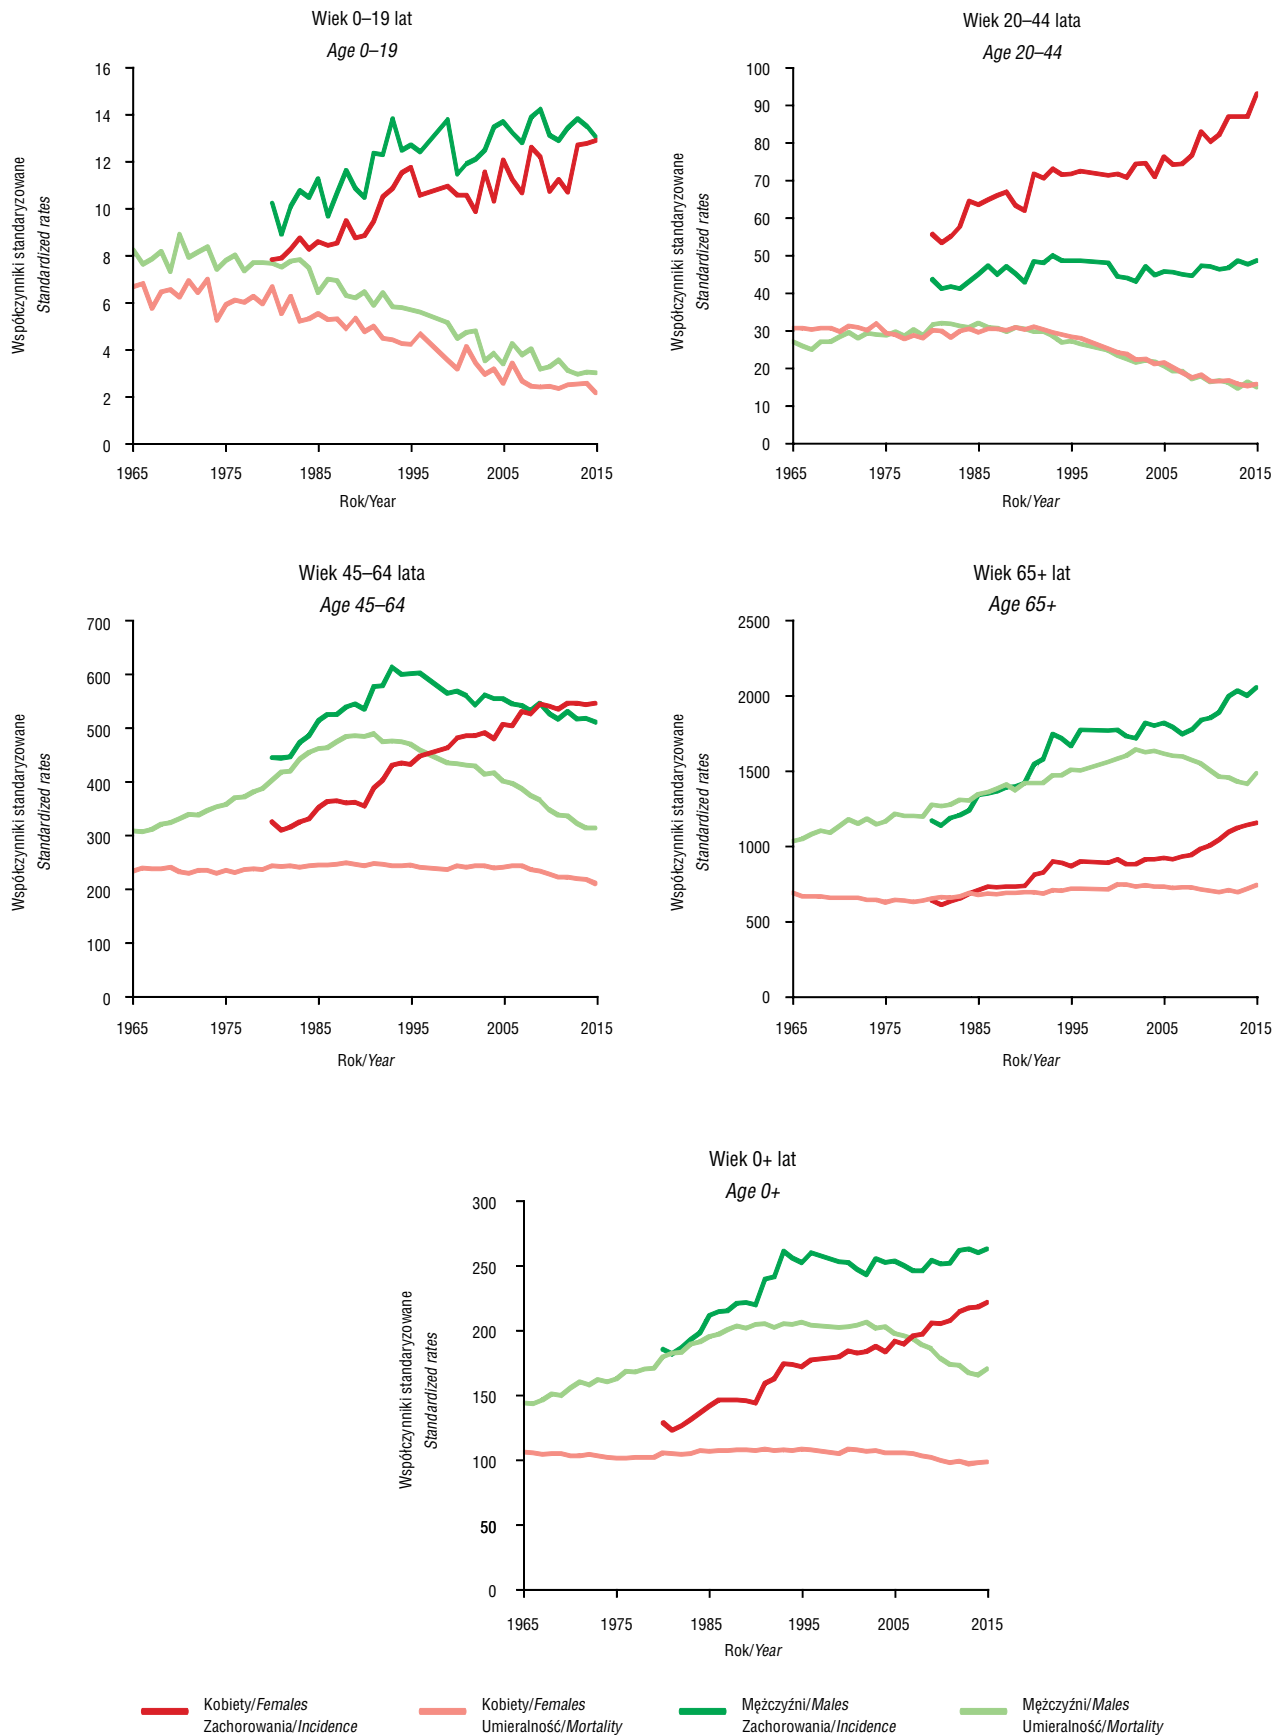 Wiek 0–19 lat
Age 0–19
Współczynniki standaryzowane
Standardized rates
16
14
12
10
8
6
4
2
0
1965 1975 1985 1995 2005 2015
Rok/Year
Wiek 20–44 lata
Age 20–44
Współczynniki standaryzowane
Standardized rates
100
90
80
70
60
50
40
30
20
10
0
1965 1975 1985 1995 2005 2015
Rok/Year
Wiek 45–64 lata
Age 45–64
Współczynniki standaryzowane
Standardized rates
700
600
500
400
300
200
100
0
1965 1975 1985 1995 2005 2015
Rok/Year
Wiek 65+ lat
Age 65+
Współczynniki standaryzowane
Standardized rates
2500
2000
1500
1000
500
0
1965 1975 1985 1995 2005 2015
Rok/Year
Wiek 0+ lat
Age 0+
Współczynniki standaryzowane
Standardized rates
300
250
200
150
100
50
0
1965 1975 1985 1995 2005 2015
Rok/Year
Kobiety/Females
Zachorowania/Incidence
Kobiety/Females
Umieralność/Mortality
Mężczyźni/Males
Zachorowania/Incidence
Mężczyźni/Males
Umieralność/Mortality